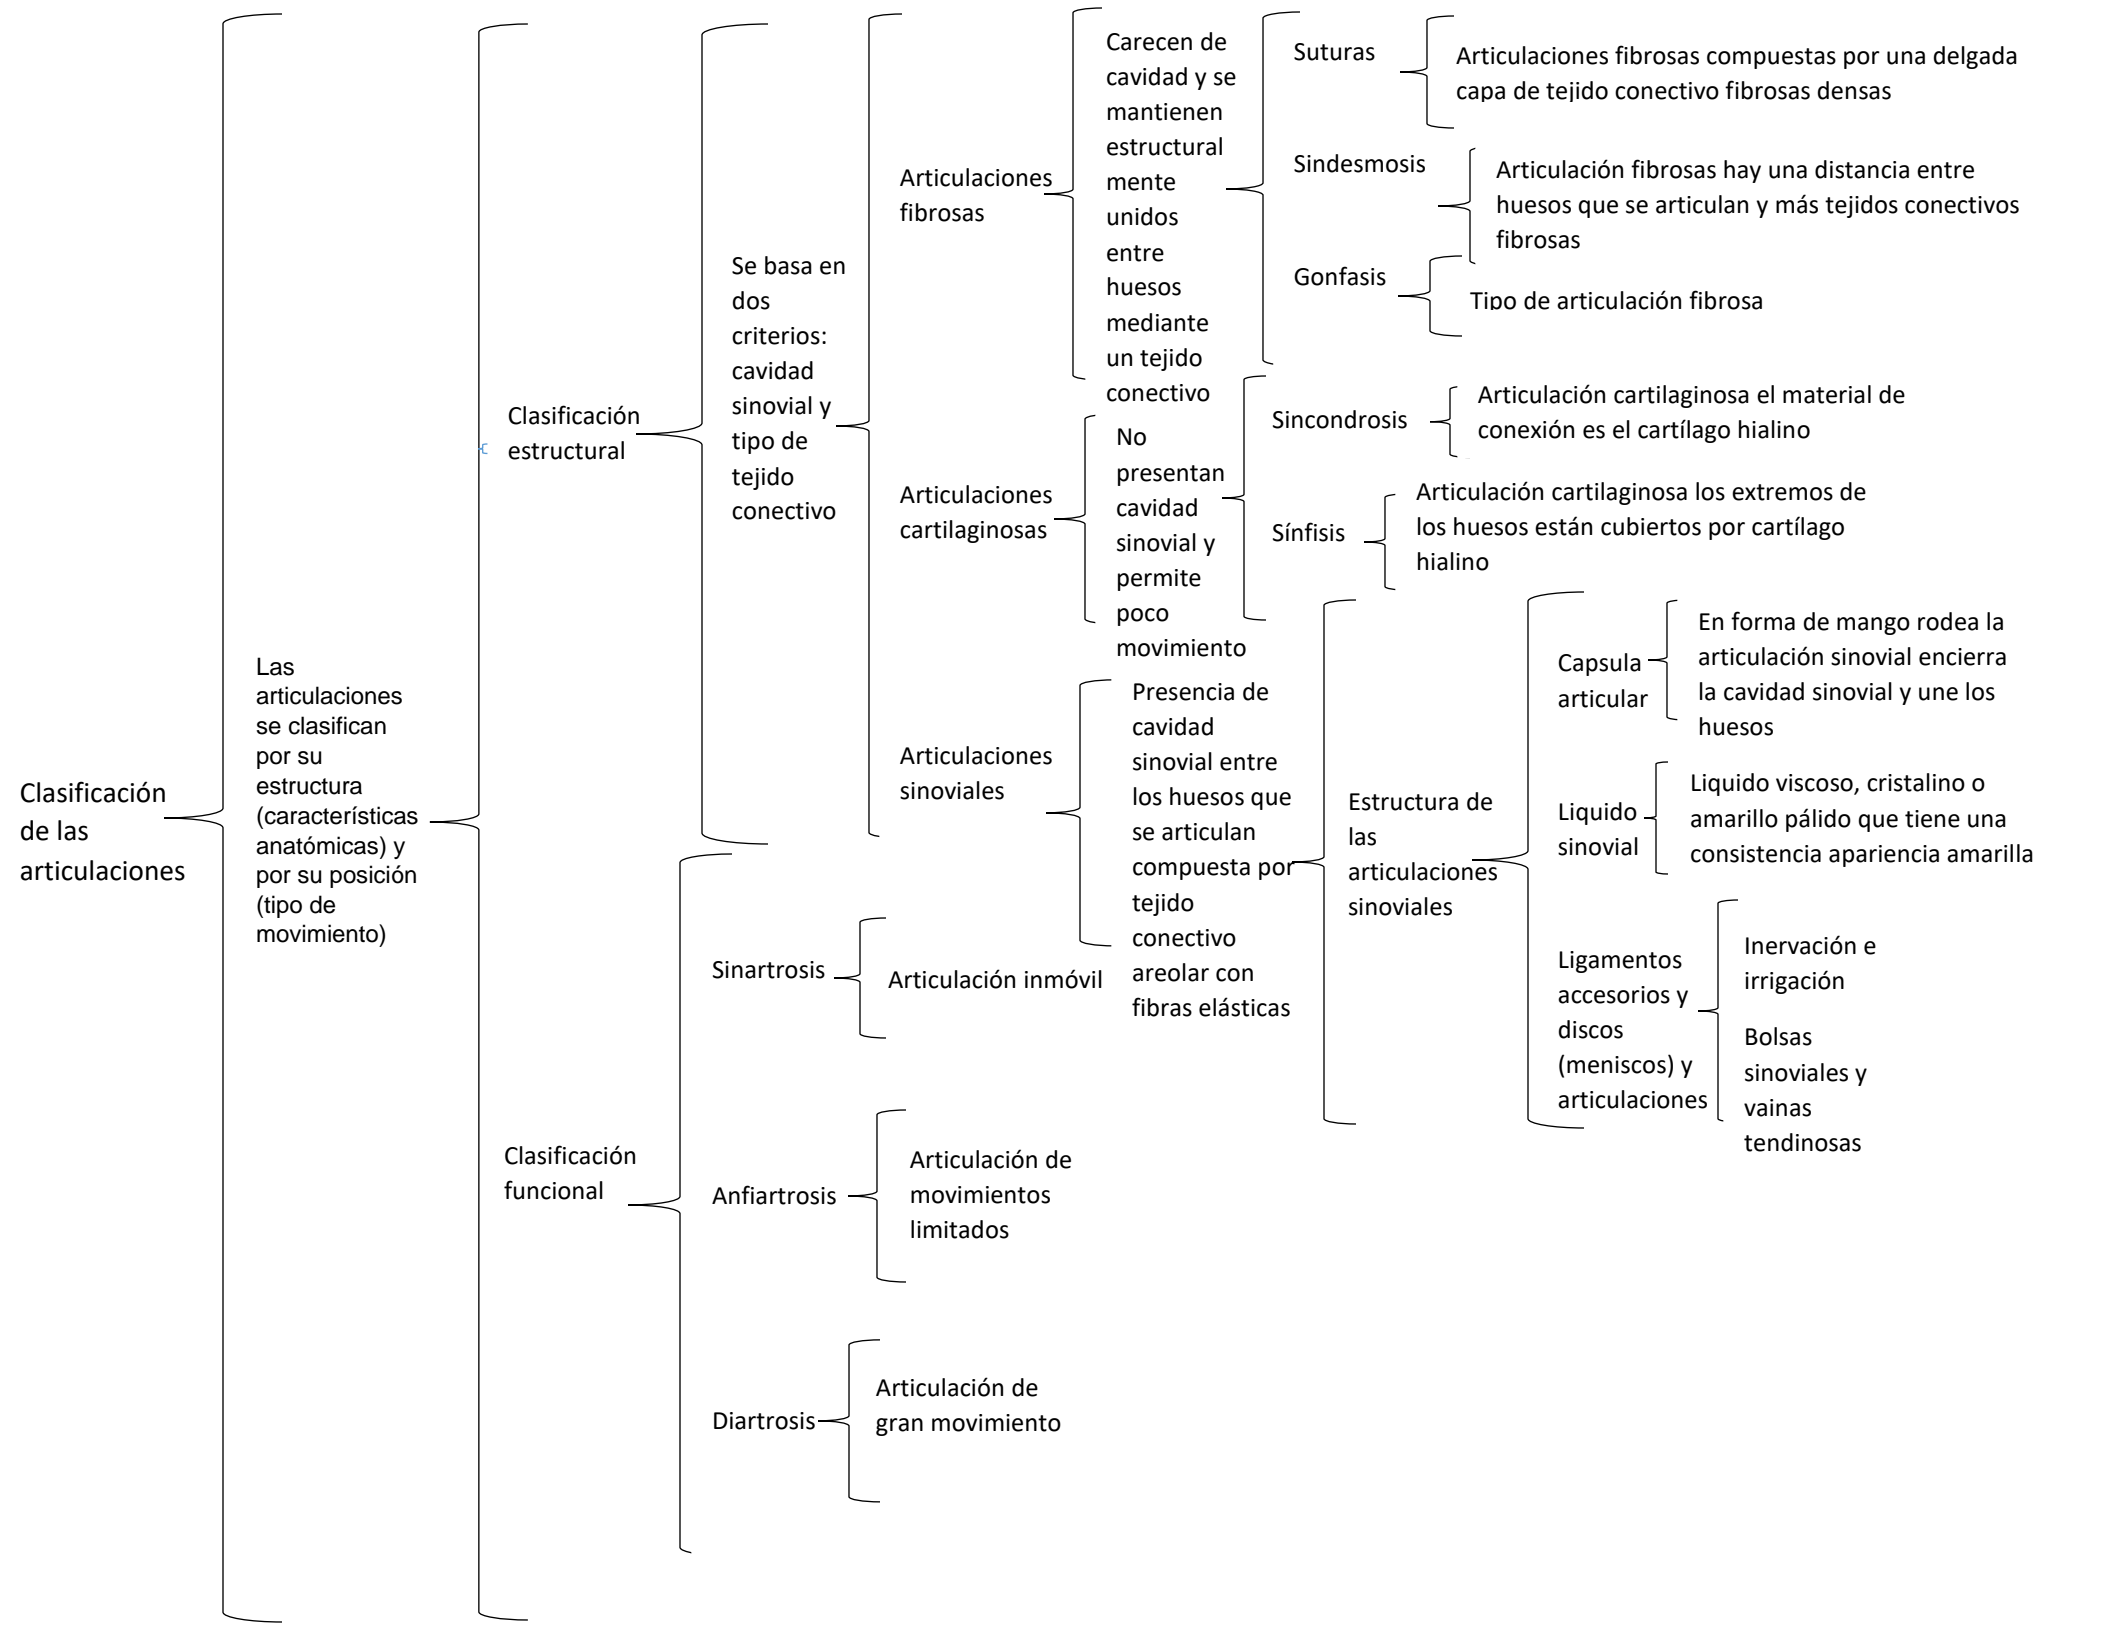 Clasificación
de las
articulaciones
Las
articulaciones
se clasifican
por su
estructura
(características
anatómicas) y
por su posición
(tipo de
movimiento)
Clasificación
estructural
Se basa en
dos
criterios:
cavidad
sinovial y
tipo de
tejido
conectivo
Articulaciones
fibrosas
Carecen de
cavidad y se
mantienen
estructural
mente
unidos
entre
huesos
mediante
un tejido
conectivo
Suturas
Articulaciones fibrosas compuestas por una delgada
capa de tejido conectivo fibrosas densas
Sindesmosis
Articulación fibrosas hay una distancia entre
huesos que se articulan y más tejidos conectivos
fibrosas
Gonfasis
Tipo de articulación fibrosa
Articulaciones
cartilaginosas
No
presentan
cavidad
sinovial y
permite
poco
movimiento
Sincondrosis
Articulación cartilaginosa el material de
conexión es el cartílago hialino
Sínfisis
Articulación cartilaginosa los extremos de
los huesos están cubiertos por cartílago
hialino
Articulaciones
sinoviales
Presencia de
cavidad
sinovial entre
los huesos que
se articulan
compuesta por
tejido
conectivo
areolar con
fibras elásticas
Estructura de
las
articulaciones
sinoviales
Capsula
articular
En forma de mango rodea la
articulación sinovial encierra
la cavidad sinovial y une los
huesos
Liquido
sinovial
Liquido viscoso, cristalino o
amarillo pálido que tiene una
consistencia apariencia amarilla
Ligamentos
accesorios y
discos
(meniscos) y
articulaciones
Inervación e
irrigación
Bolsas
sinoviales y
vainas
tendinosas
Clasificación
funcional
Sinartrosis
Articulación inmóvil
Anfiartrosis
Articulación de
movimientos
limitados
Diartrosis
Articulación de
gran movimiento